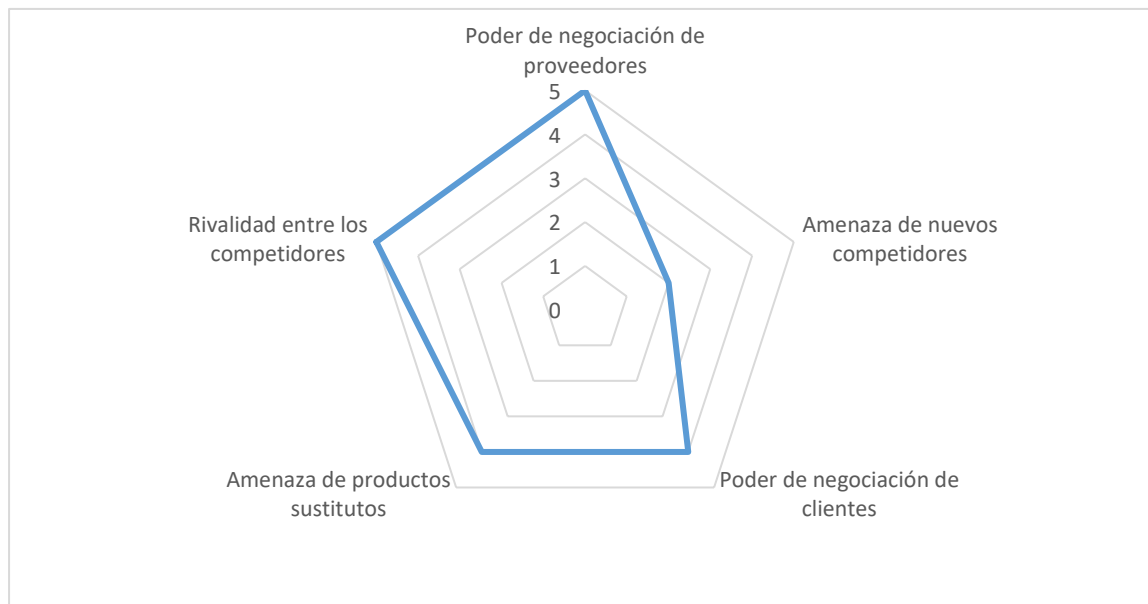 Poder de negociación de
proveedores
5
4
3
2
1
0
Amenaza de nuevos
competidores
Poder de negociación de
clientes
Amenaza de productos
sustitutos
Rivalidad entre los
competidores